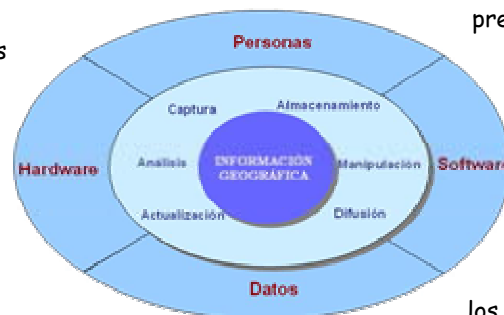 pre
s
Personas
Captura
Almacenamiento
Hardware
Análisis
INFORMACIÓN
GEOGRÁFICA
Manipulación
Software
Actualización
Difusión
Datos
los